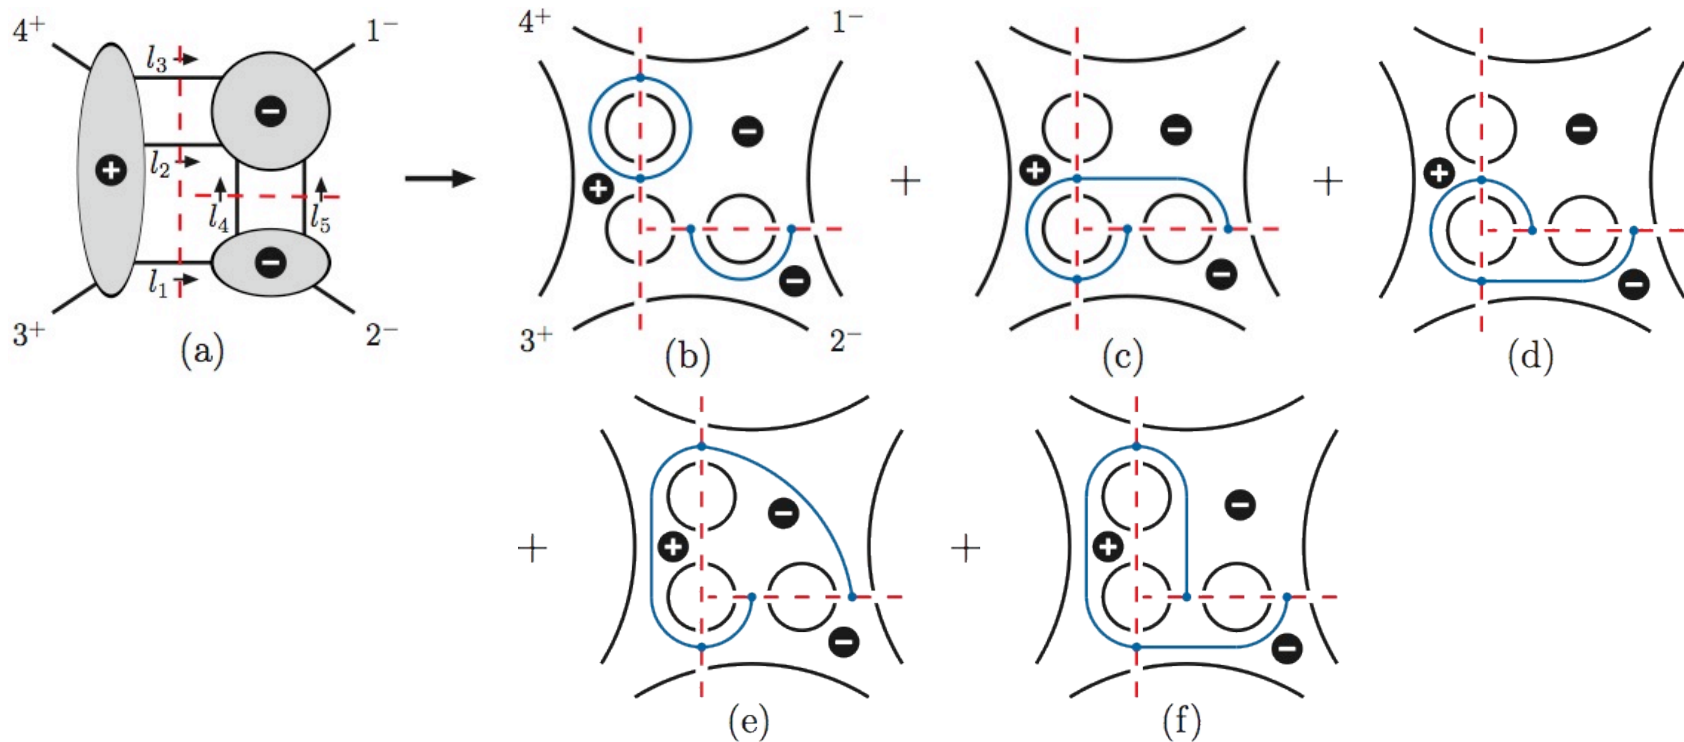 4⁺ 1⁻ 4⁺ 1⁻
l₃
− − − −
+ l₂ + + + + +
l₄ l₅
− − − −
l₁
3⁺ 2⁻ 3⁺ 2⁻
(a) (b) (c) (d)
− −
+ + + +
− −
(e) (f)